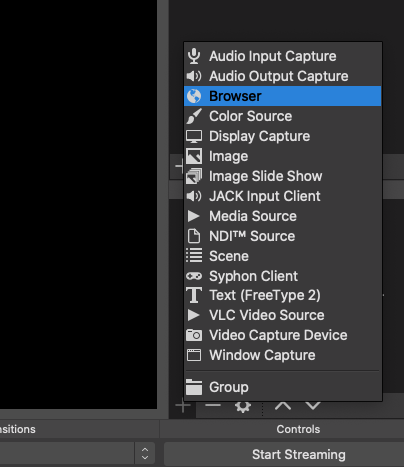 Audio Input Capture
Audio Output Capture
Browser
Color Source
Display Capture
Image
Image Slide Show
JACK Input Client
Media Source
NDI™ Source
Scene
Syphon Client
Text (FreeType 2)
VLC Video Source
Video Capture Device
Window Capture
Group
nsitions
Controls
Start Streaming